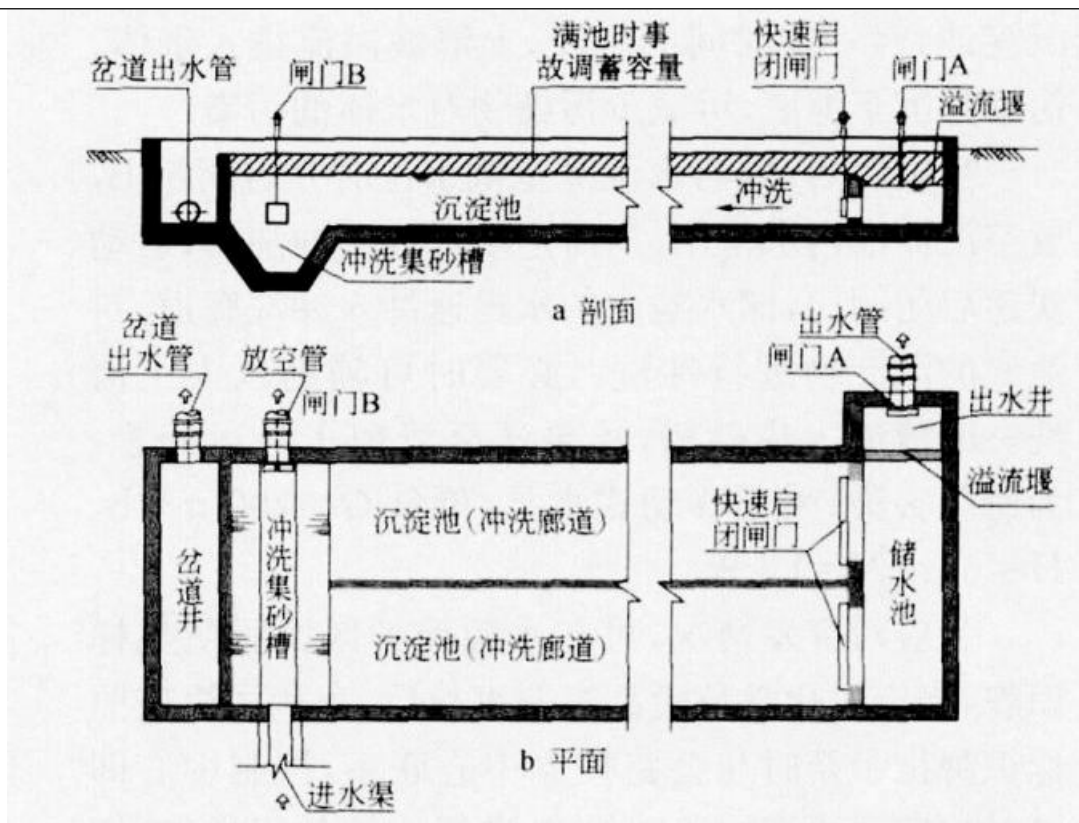 岔道出水管
闸门B
满池时事
故调蓄容量
快速启
闭闸门
闸门A
溢流堰
沉淀池
冲洗
冲洗集砂槽
a 剖面
岔道
出水管
放空管
闸门B
出水管
闸门A
出水井
溢流堰
沉淀池(冲洗廊道)
快速启
闭闸门
岔道井
冲洗集砂槽
储水池
沉淀池(冲洗廊道)
b 平面
进水渠